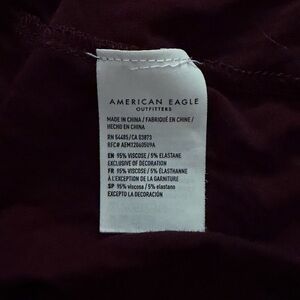 AMERICAN EAGLE
OUTFITTERS
MADE IN CHINA / FABRIQUÉ EN CHINE /
HECHO EN CHINA
RN 54485/CA 03873
RFC# AEMX20605U9A
EN 95% VISCOSE / 5% ELASTANE
EXCLUSIVE OF DECORATION
FR 95% VISCOSE / 5% ÉLASTHANNE
À L'EXCEPTION DE LA GARNITURE
SP 95% viscosa / 5% elastano
EXCEPTO LA DECORACIÓN